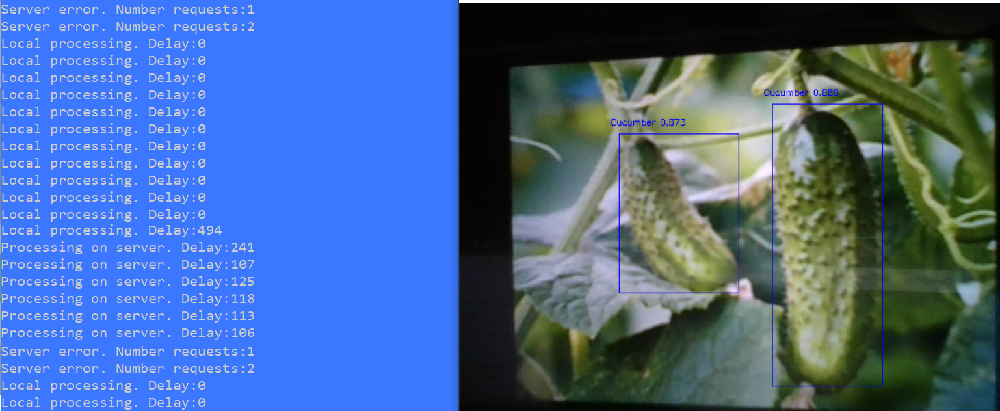 Server error. Number requests:1
Server error. Number requests:2
Local processing. Delay:0
Local processing. Delay:0
Local processing. Delay:0
Local processing. Delay:0
Local processing. Delay:0
Local processing. Delay:0
Local processing. Delay:0
Local processing. Delay:0
Local processing. Delay:0
Local processing. Delay:0
Local processing. Delay:0
Local processing. Delay:494
Processing on server. Delay:241
Processing on server. Delay:107
Processing on server. Delay:125
Processing on server. Delay:118
Processing on server. Delay:113
Processing on server. Delay:106
Server error. Number requests:1
Server error. Number requests:2
Local processing. Delay:0
Local processing. Delay:0
Cucumber 0.873
Cucumber 0.888